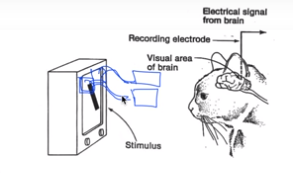 Electrical signal
from brain
Recording electrode
Visual area
of brain
Stimulus